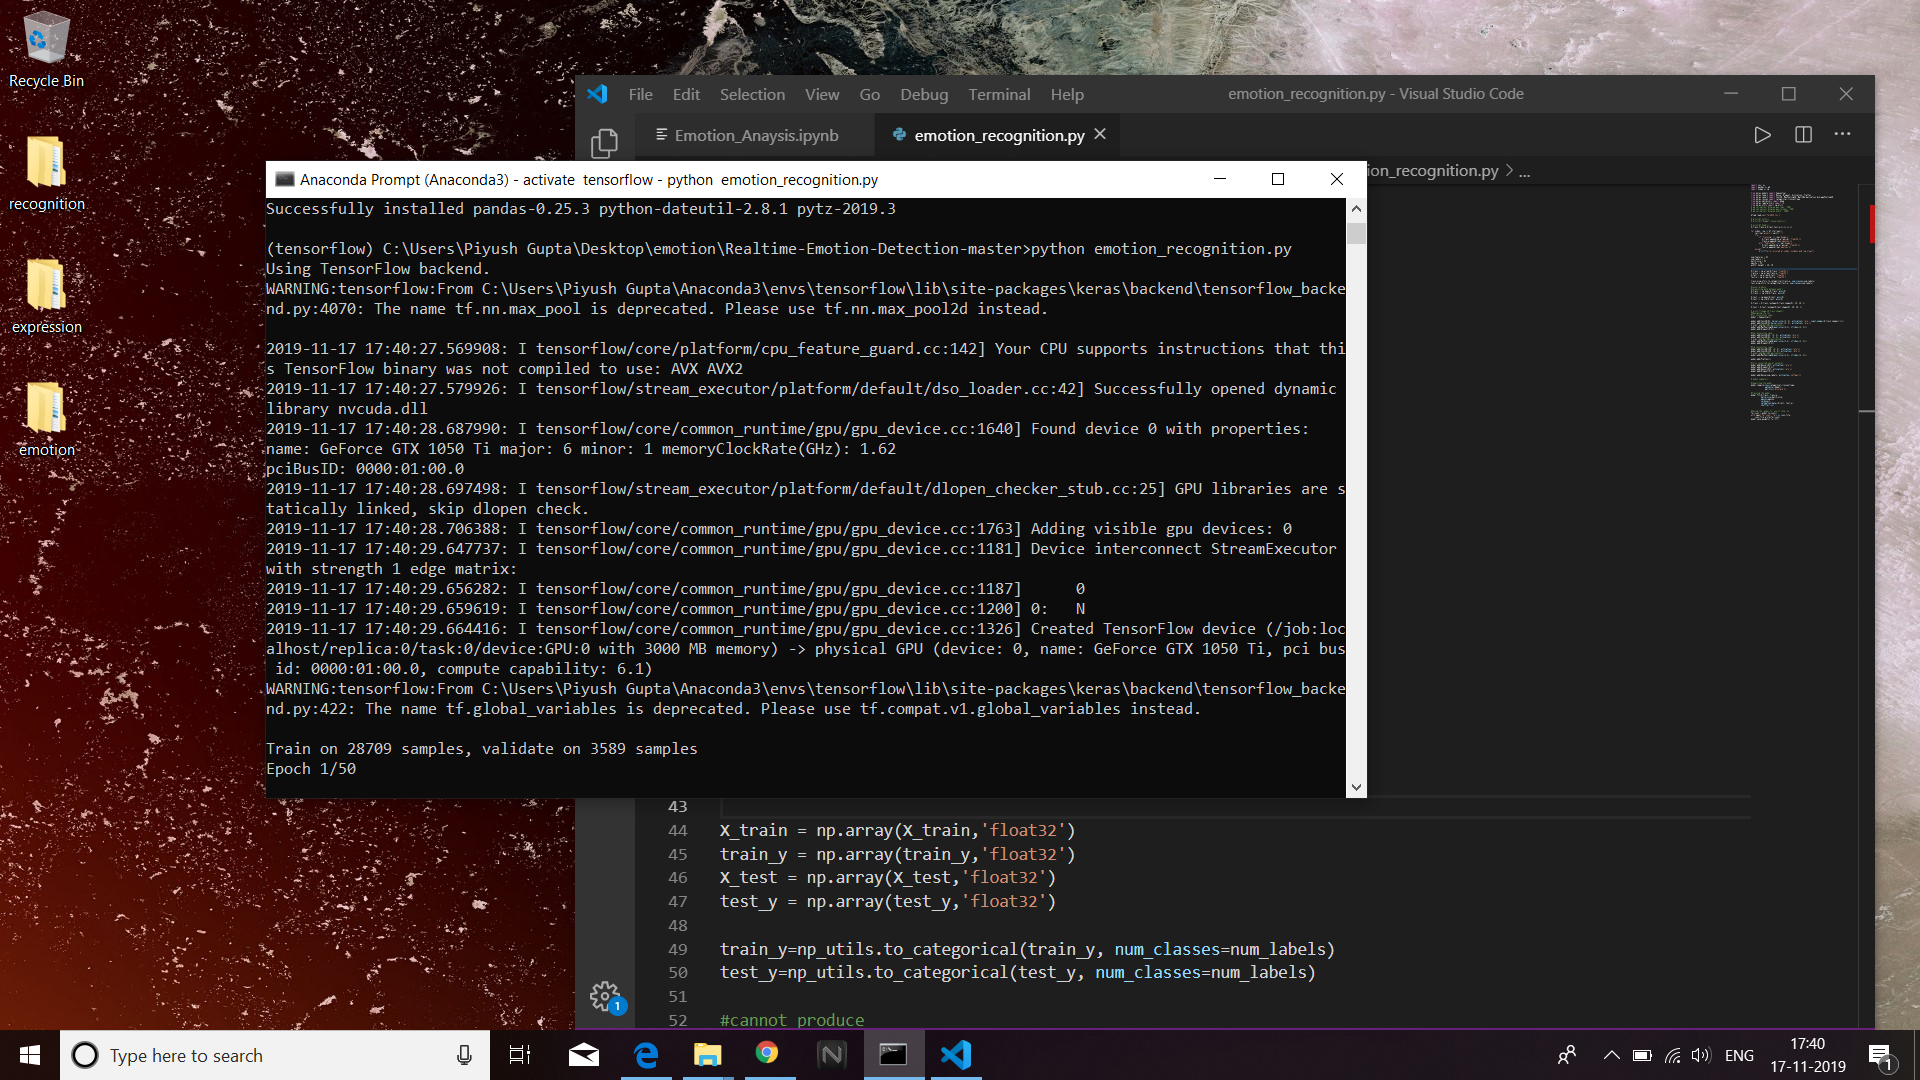 Recycle Bin
recognition
expression
emotion
File Edit Selection View Go Debug Terminal Help
emotion_recognition.py - Visual Studio Code
Emotion_Anaysis.ipynb
emotion_recognition.py
ion_recognition.py > ...
Anaconda Prompt (Anaconda3) - activate  tensorflow - python  emotion_recognition.py
Successfully installed pandas-0.25.3 python-dateutil-2.8.1 pytz-2019.3
(tensorflow) C:\Users\Piyush Gupta\Desktop\emotion\Realtime-Emotion-Detection-master>python emotion_recognition.py
Using TensorFlow backend.
WARNING:tensorflow:From C:\Users\Piyush Gupta\Anaconda3\envs\tensorflow\lib\site-packages\keras\backend\tensorflow_backe
nd.py:4070: The name tf.nn.max_pool is deprecated. Please use tf.nn.max_pool2d instead.
2019-11-17 17:40:27.569908: I tensorflow/core/platform/cpu_feature_guard.cc:142] Your CPU supports instructions that thi
s TensorFlow binary was not compiled to use: AVX AVX2
2019-11-17 17:40:27.579926: I tensorflow/stream_executor/platform/default/dso_loader.cc:42] Successfully opened dynamic
library nvcuda.dll
2019-11-17 17:40:28.687990: I tensorflow/core/common_runtime/gpu/gpu_device.cc:1640] Found device 0 with properties:
name: GeForce GTX 1050 Ti major: 6 minor: 1 memoryClockRate(GHz): 1.62
pciBusID: 0000:01:00.0
2019-11-17 17:40:28.697498: I tensorflow/stream_executor/platform/default/dlopen_checker_stub.cc:25] GPU libraries are s
tatically linked, skip dlopen check.
2019-11-17 17:40:28.706388: I tensorflow/core/common_runtime/gpu/gpu_device.cc:1763] Adding visible gpu devices: 0
2019-11-17 17:40:29.647737: I tensorflow/core/common_runtime/gpu/gpu_device.cc:1181] Device interconnect StreamExecutor
with strength 1 edge matrix:
2019-11-17 17:40:29.656282: I tensorflow/core/common_runtime/gpu/gpu_device.cc:1187]      0
2019-11-17 17:40:29.659619: I tensorflow/core/common_runtime/gpu/gpu_device.cc:1200] 0:   N
2019-11-17 17:40:29.664416: I tensorflow/core/common_runtime/gpu/gpu_device.cc:1326] Created TensorFlow device (/job:loc
alhost/replica:0/task:0/device:GPU:0 with 3000 MB memory) -> physical GPU (device: 0, name: GeForce GTX 1050 Ti, pci bus
id: 0000:01:00.0, compute capability: 6.1)
WARNING:tensorflow:From C:\Users\Piyush Gupta\Anaconda3\envs\tensorflow\lib\site-packages\keras\backend\tensorflow_backe
nd.py:422: The name tf.global_variables is deprecated. Please use tf.compat.v1.global_variables instead.
Train on 28709 samples, validate on 3589 samples
Epoch 1/50
43
44 X_train = np.array(X_train,'float32')
45 train_y = np.array(train_y,'float32')
46 X_test = np.array(X_test,'float32')
47 test_y = np.array(test_y,'float32')
48
49 train_y=np_utils.to_categorical(train_y, num_classes=num_labels)
50 test_y=np_utils.to_categorical(test_y, num_classes=num_labels)
51
52 #cannot produce
1
Type here to search
ENG
17:40
17-11-2019
1